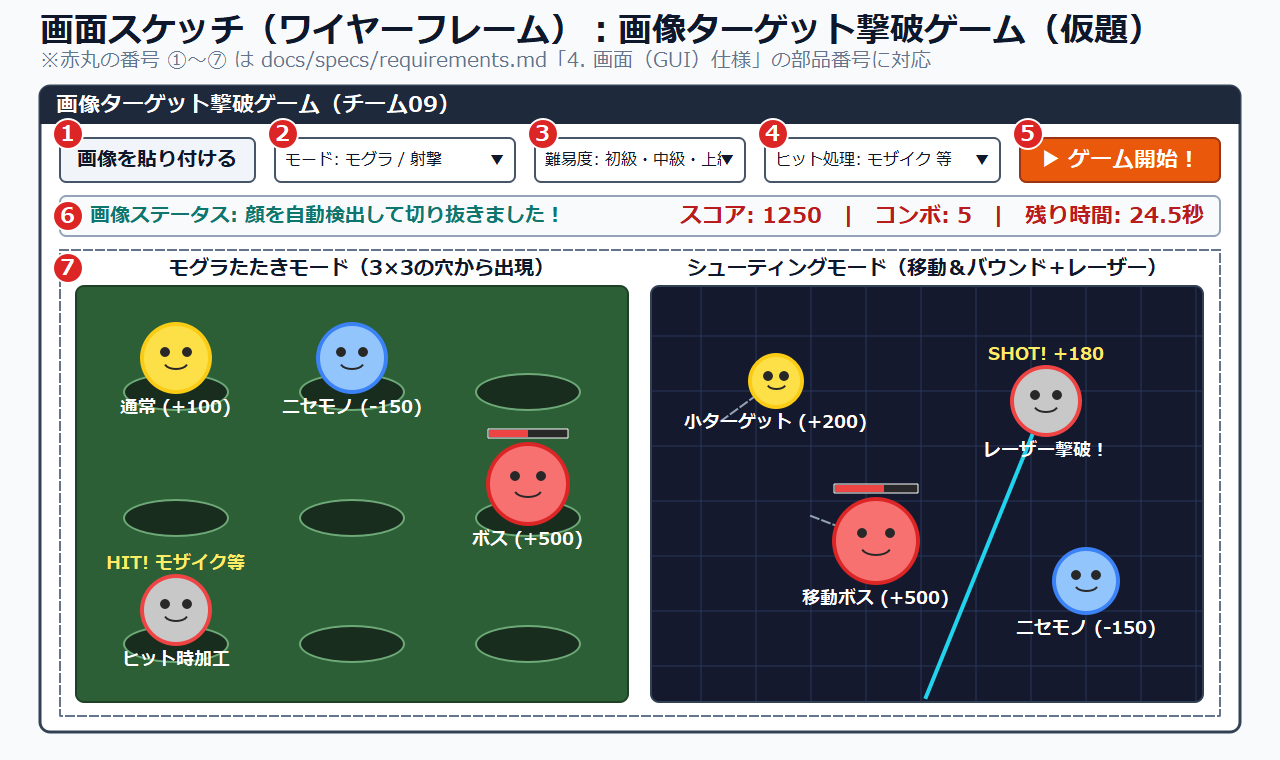 画面スケッチ（ワイヤーフレーム）：画像ターゲット撃破ゲーム（仮題）
※赤丸の番号 ①～⑦ は docs/specs/requirements.md「4. 画面（GUI）仕様」の部品番号に対応
画像ターゲット撃破ゲーム（チーム09）
1 画像を貼り付ける
2 モード: モグラ / 射撃 ▼
3 難易度: 初級・中級・上 ▼
4 ヒット処理: モザイク 等 ▼
5 ▶ ゲーム開始！
6 画像ステータス: 顔を自動検出して切り抜きました！
スコア: 1250 | コンボ: 5 | 残り時間: 24.5秒
7 モグラたたきモード（3×3の穴から出現）
通常 (+100)
ニセモノ (-150)
ボス (+500)
HIT! モザイク等
ヒット時加工
シューティングモード（移動＆バウンド＋レーザー）
SHOT! +180
小ターゲット (+200)
レーザー撃破！
移動ボス (+500)
ニセモノ (-150)